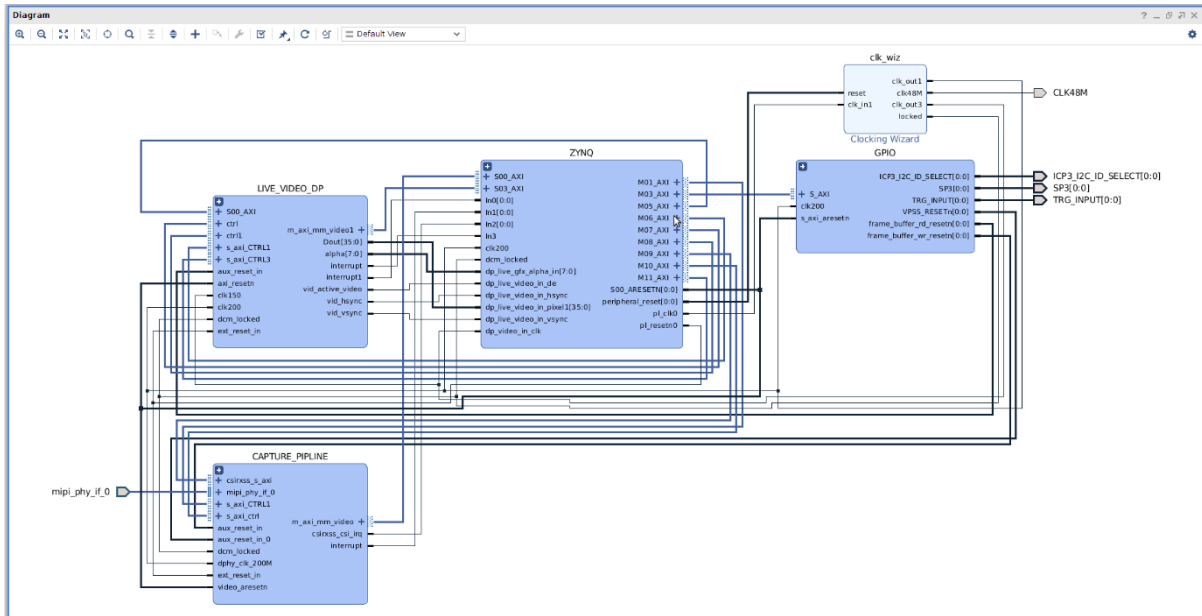 Diagram
Default View
clk_wiz
reset
clk_in1
clk_out1
clk48M
clk_out3
locked
Clocking Wizard
CLK48M
LIVE_VIDEO_DP
S00_AXI
ctrl
ctrl1
s_axi_CTRL1
s_axi_CTRL3
aux_reset_in
axi_resetn
clk150
clk200
dcm_locked
ext_reset_in
m_axi_mm_video1
Dout[35:0]
alpha[7:0]
interrupt
interrupt1
vid_active_video
vid_hsync
vid_vsync
ZYNQ
S00_AXI
S03_AXI
In0[0:0]
In1[0:0]
In2[0:0]
In3
clk200
dcm_locked
dp_live_gfx_alpha_in[7:0]
dp_live_video_in_de
dp_live_video_in_hsync
dp_live_video_in_pixel1[35:0]
dp_live_video_in_vsync
dp_video_in_clk
M01_AXI
M03_AXI
M05_AXI
M06_AXI
M07_AXI
M08_AXI
M09_AXI
M10_AXI
M11_AXI
S00_ARESETN[0:0]
peripheral_reset[0:0]
pl_clk0
pl_resetn0
GPIO
S_AXI
clk200
s_axi_aresetn
ICP3_I2C_ID_SELECT[0:0]
SP3[0:0]
TRG_INPUT[0:0]
VPSS_RESETn[0:0]
frame_buffer_rd_resetn[0:0]
frame_buffer_wr_resetn[0:0]
ICP3_I2C_ID_SELECT[0:0]
SP3[0:0]
TRG_INPUT[0:0]
CAPTURE_PIPLINE
mipi_phy_if_0
csirxss_s_axi
mipi_phy_if_0
s_axi_CTRL1
s_axi_ctrl
aux_reset_in
aux_reset_in_0
dcm_locked
dphy_clk_200M
ext_reset_in
video_aresetn
m_axi_mm_video
csirxss_csi_irq
interrupt